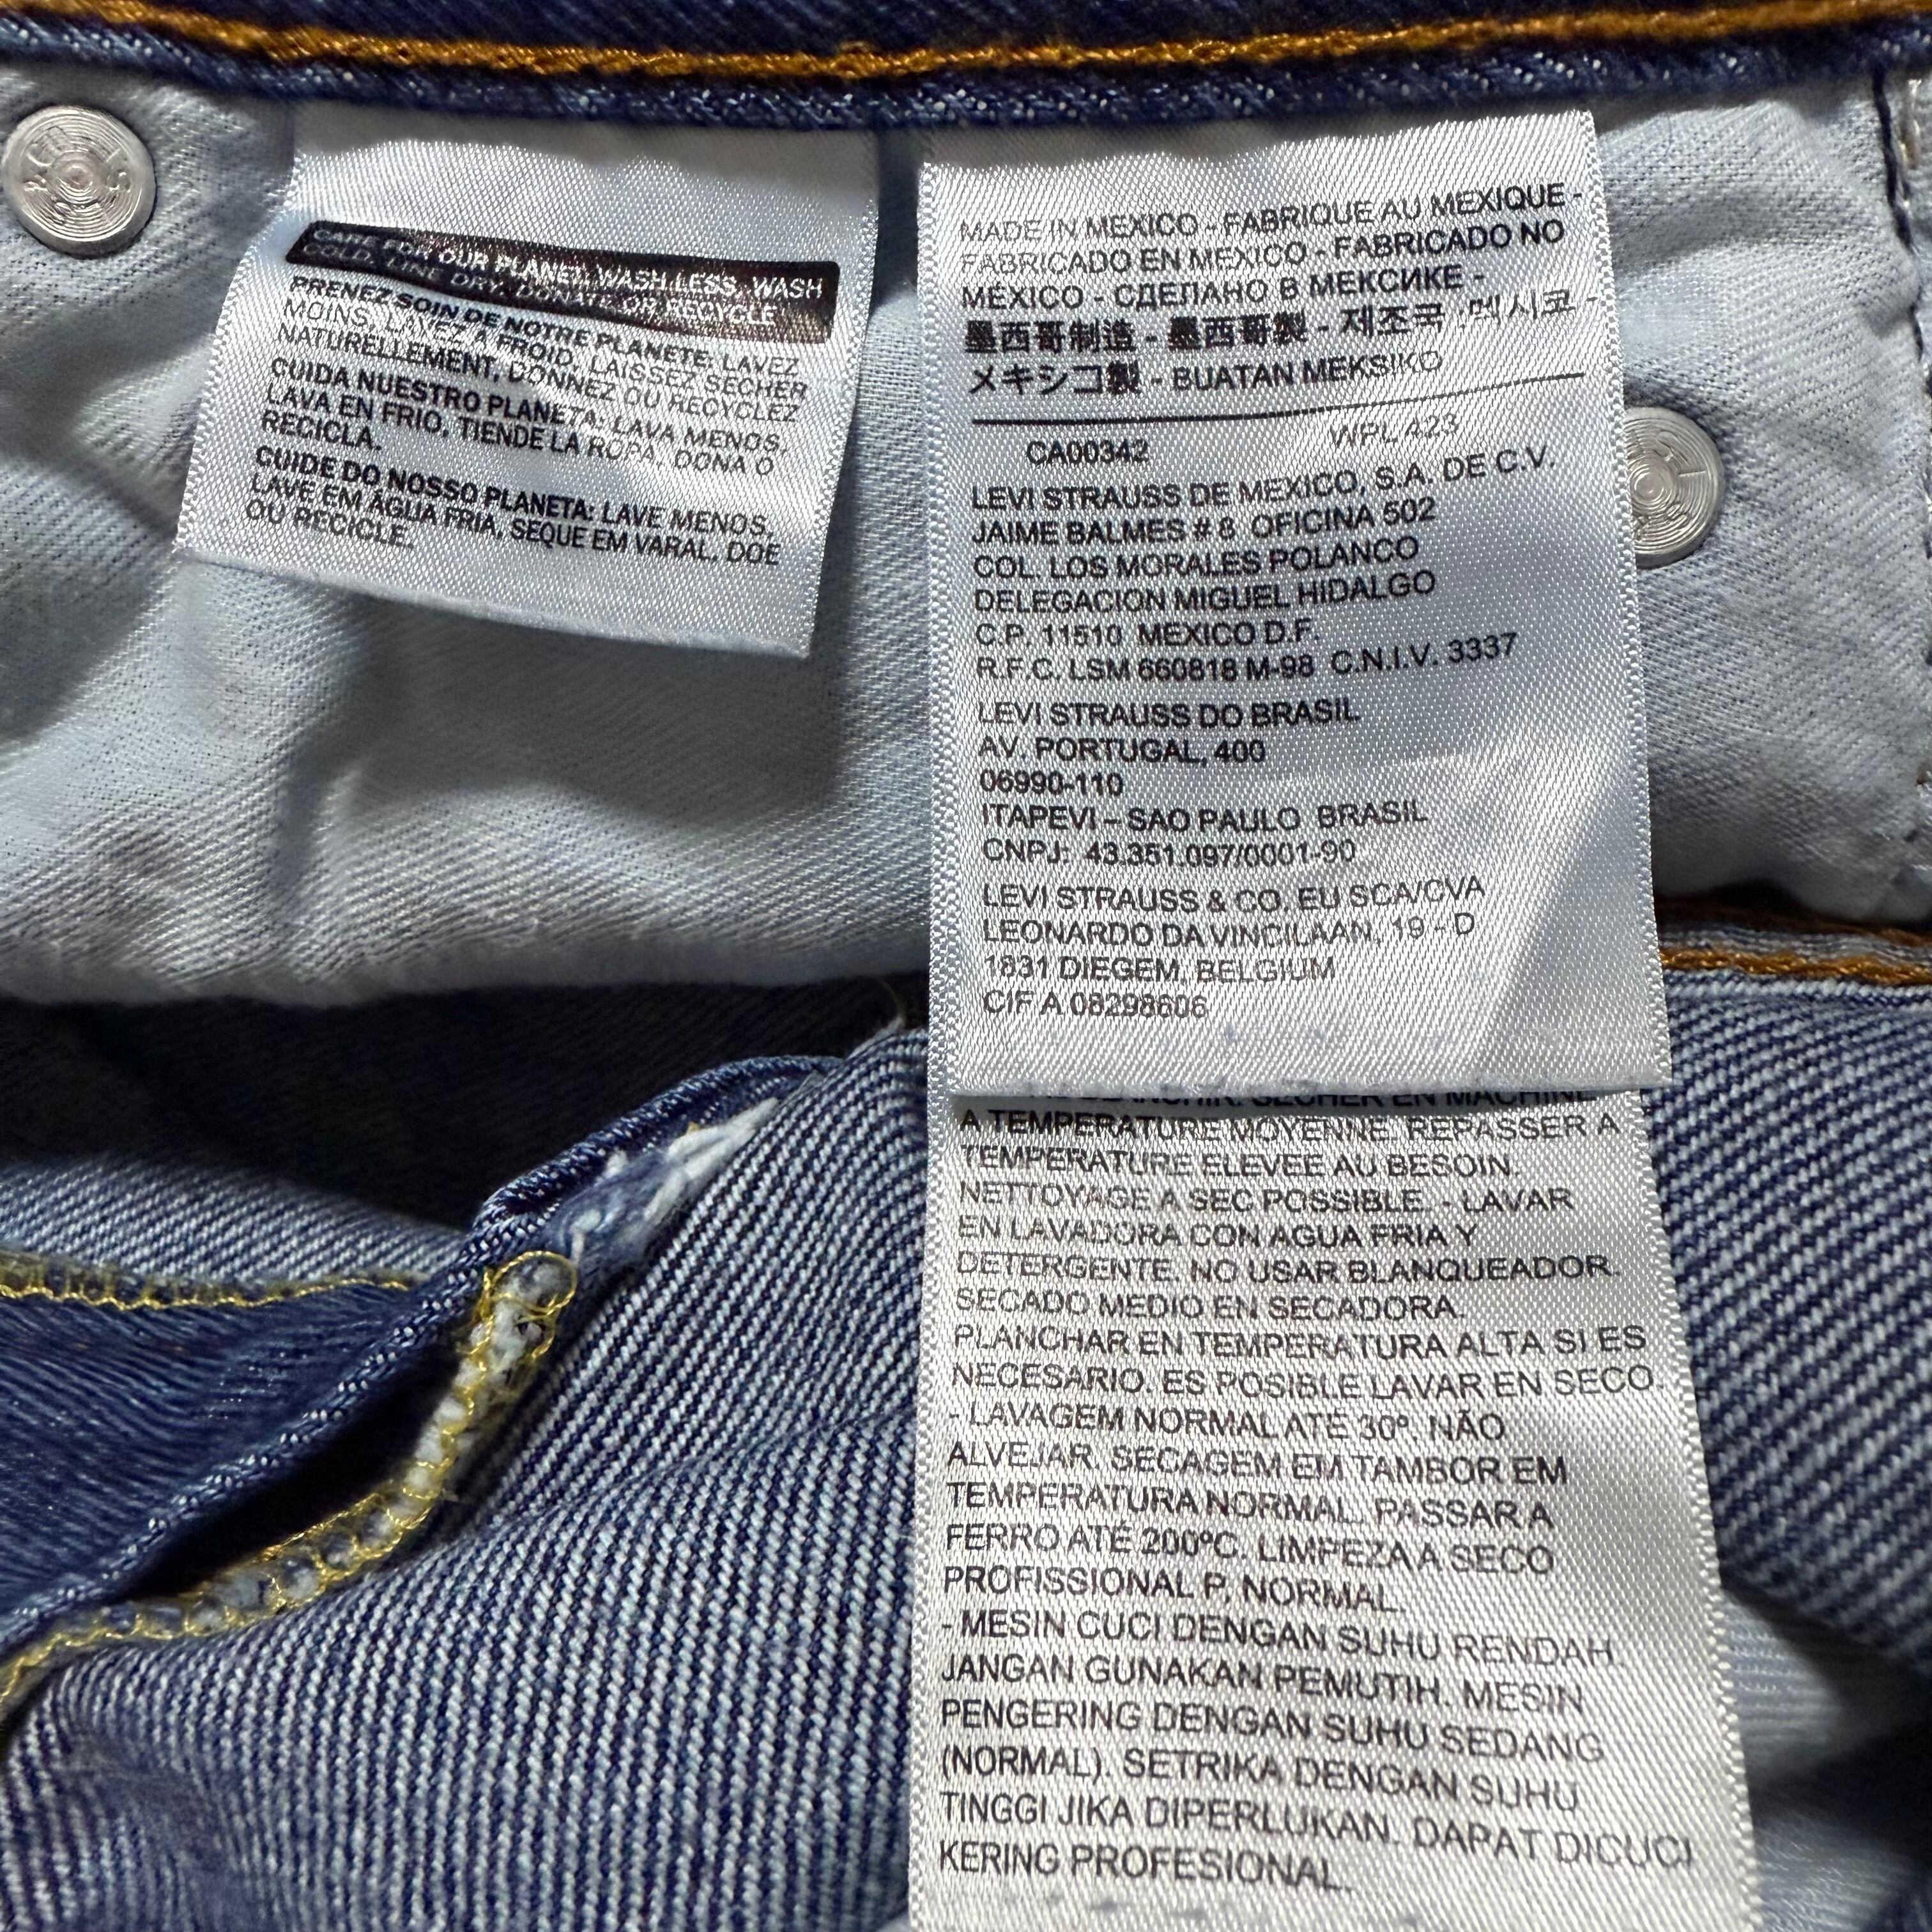 CARE FOR OUR PLANET. WASH LESS, WASH
COLD, LINE DRY, DONATE OR RECYCLE
PRENEZ SOIN DE NOTRE PLANETE: LAVEZ
MOINS, LAVEZ À FROID, LAISSEZ SÉCHER
NATURELLEMENT, DONNEZ OU RECYCLEZ
CUIDA NUESTRO PLANETA: LAVA MENOS,
LAVA EN FRIO, TIENDE LA ROPA, DONA O
RECICLA.
CUIDE DO NOSSO PLANETA: LAVE MENOS,
LAVE EM ÁGUA FRIA, SEQUE EM VARAL, DOE
OU RECICLE.
MADE IN MEXICO - FABRIQUE AU MEXIQUE -
FABRICADO EN MEXICO - FABRICADO NO
MÉXICO - СДЕЛАНО В МЕКСИКЕ -
墨西哥制造 - 墨西哥製 - 제조국 :멕시코 -
メキシコ製 - BUATAN MEKSIKO
CA00342 WPL 423
LEVI STRAUSS DE MEXICO, S.A. DE C.V.
JAIME BALMES # 8 OFICINA 502
COL. LOS MORALES POLANCO
DELEGACION MIGUEL HIDALGO
C.P. 11510 MEXICO D.F.
R.F.C. LSM 660818 M-98 C.N.I.V. 3337
LEVI STRAUSS DO BRASIL
AV. PORTUGAL, 400
06990-110
ITAPEVI – SAO PAULO BRASIL
CNPJ: 43.351.097/0001-90
LEVI STRAUSS & CO. EU SCA/CVA
LEONARDO DA VINCILAAN, 19 - D
1831 DIEGEM, BELGIUM
CIF A 08298606
SECHER EN MACHINE
A TEMPERATURE MOYENNE. REPASSER A
TEMPERATURE ELEVEE AU BESOIN.
NETTOYAGE A SEC POSSIBLE. - LAVAR
EN LAVADORA CON AGUA FRIA Y
DETERGENTE. NO USAR BLANQUEADOR.
SECADO MEDIO EN SECADORA.
PLANCHAR EN TEMPERATURA ALTA SI ES
NECESARIO. ES POSIBLE LAVAR EN SECO.
- LAVAGEM NORMAL ATÉ 30º. NÃO
ALVEJAR. SECAGEM EM TAMBOR EM
TEMPERATURA NORMAL. PASSAR A
FERRO ATÉ 200ºC. LIMPEZA A SECO
PROFISSIONAL P, NORMAL.
- MESIN CUCI DENGAN SUHU RENDAH.
JANGAN GUNAKAN PEMUTIH. MESIN
PENGERING DENGAN SUHU SEDANG
(NORMAL). SETRIKA DENGAN SUHU
TINGGI JIKA DIPERLUKAN. DAPAT DICUCI
KERING PROFESIONAL.